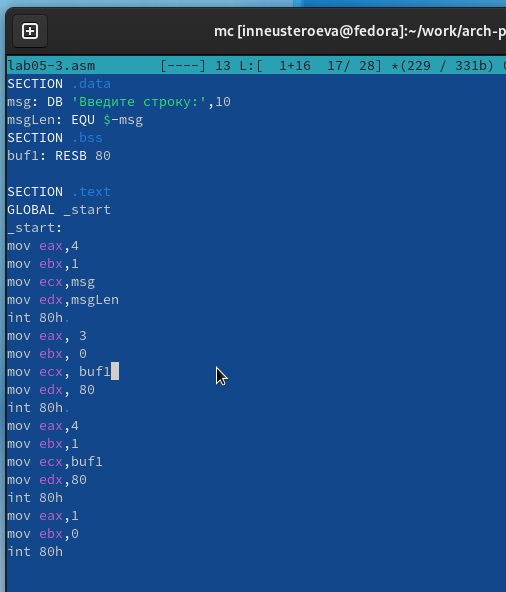 mc [inneusteroeva@fedora]:~/work/arch-p
lab05-3.asm [----] 13 L:[ 1+16 17/ 28] *(229 / 331b)
SECTION .data
msg: DB 'Введите строку:',10
msgLen: EQU $-msg
SECTION .bss
buf1: RESB 80
SECTION .text
GLOBAL _start
_start:
mov eax,4
mov ebx,1
mov ecx,msg
mov edx,msgLen
int 80h.
mov eax, 3
mov ebx, 0
mov ecx, buf1
mov edx, 80
int 80h.
mov eax,4
mov ebx,1
mov ecx,buf1
mov edx,80
int 80h
mov eax,1
mov ebx,0
int 80h